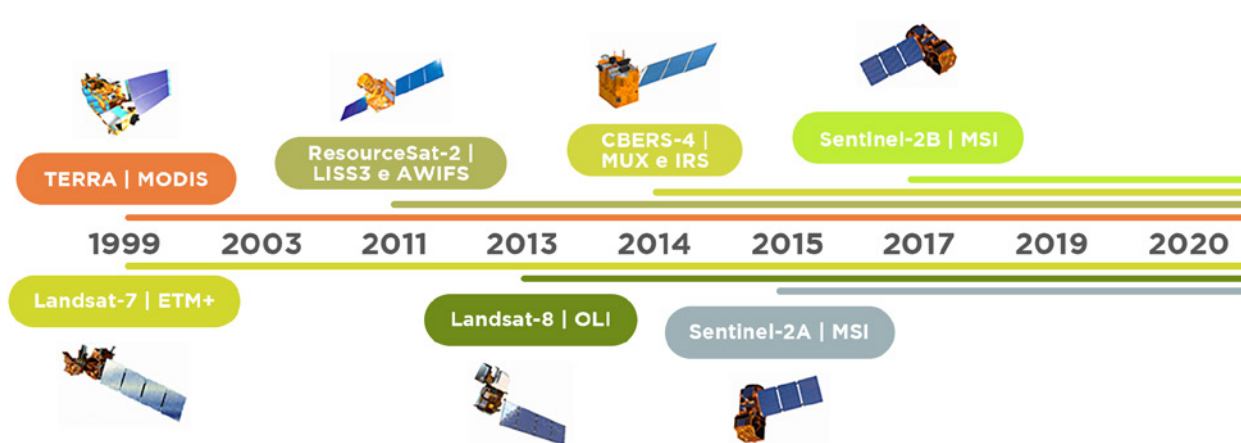 Sentinel-2B | MSI
CBERS-4 |
MUX e IRS
ResourceSat-2 |
LISS3 e AWIFS
TERRA | MODIS
1999 2003 2011 2013 2014 2015 2017 2019 2020
Landsat-7 | ETM+
Landsat-8 | OLI
Sentinel-2A | MSI